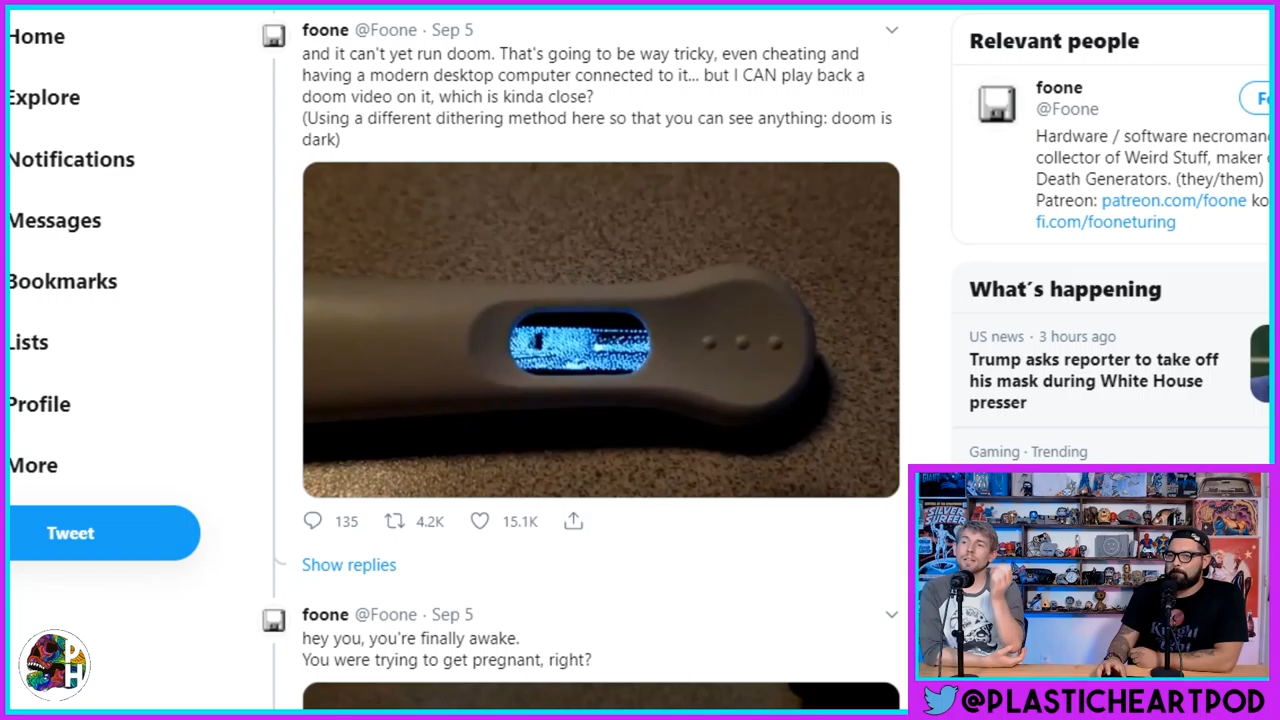 Home
Explore
Notifications
Messages
Bookmarks
Lists
Profile
More
Tweet
foone @Foone · Sep 5
and it can't yet run doom. That's going to be way tricky, even cheating and
having a modern desktop computer connected to it... but I CAN play back a
doom video on it, which is kinda close?
(Using a different dithering method here so that you can see anything: doom is
dark)
135 4.2K 15.1K
Show replies
foone @Foone · Sep 5
hey you, you're finally awake.
You were trying to get pregnant, right?
Relevant people
foone
@Foone
Hardware / software necroman
collector of Weird Stuff, maker
Death Generators. (they/them)
Patreon: patreon.com/foone ko
fi.com/fooneturing
What's happening
US news · 3 hours ago
Trump asks reporter to take off
his mask during White House
presser
Gaming · Trending
SILVER
SURFER
PH
@PLASTICHEARTPOD